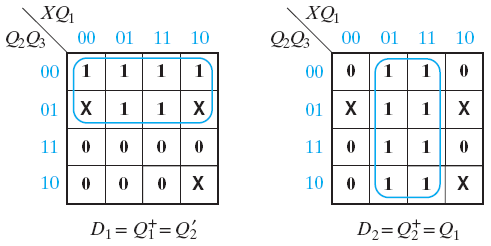 XQ₁ XQ₁
Q₂Q₃ 00 01 11 10 Q₂Q₃ 00 01 11 10
00 1 1 1 1 00 0 1 1 0
01 X 1 1 X 01 X 1 1 X
11 0 0 0 0 11 0 1 1 0
10 0 0 0 X 10 0 1 1 X
D₁ = Q₁⁺ = Q₂′ D₂ = Q₂⁺ = Q₁